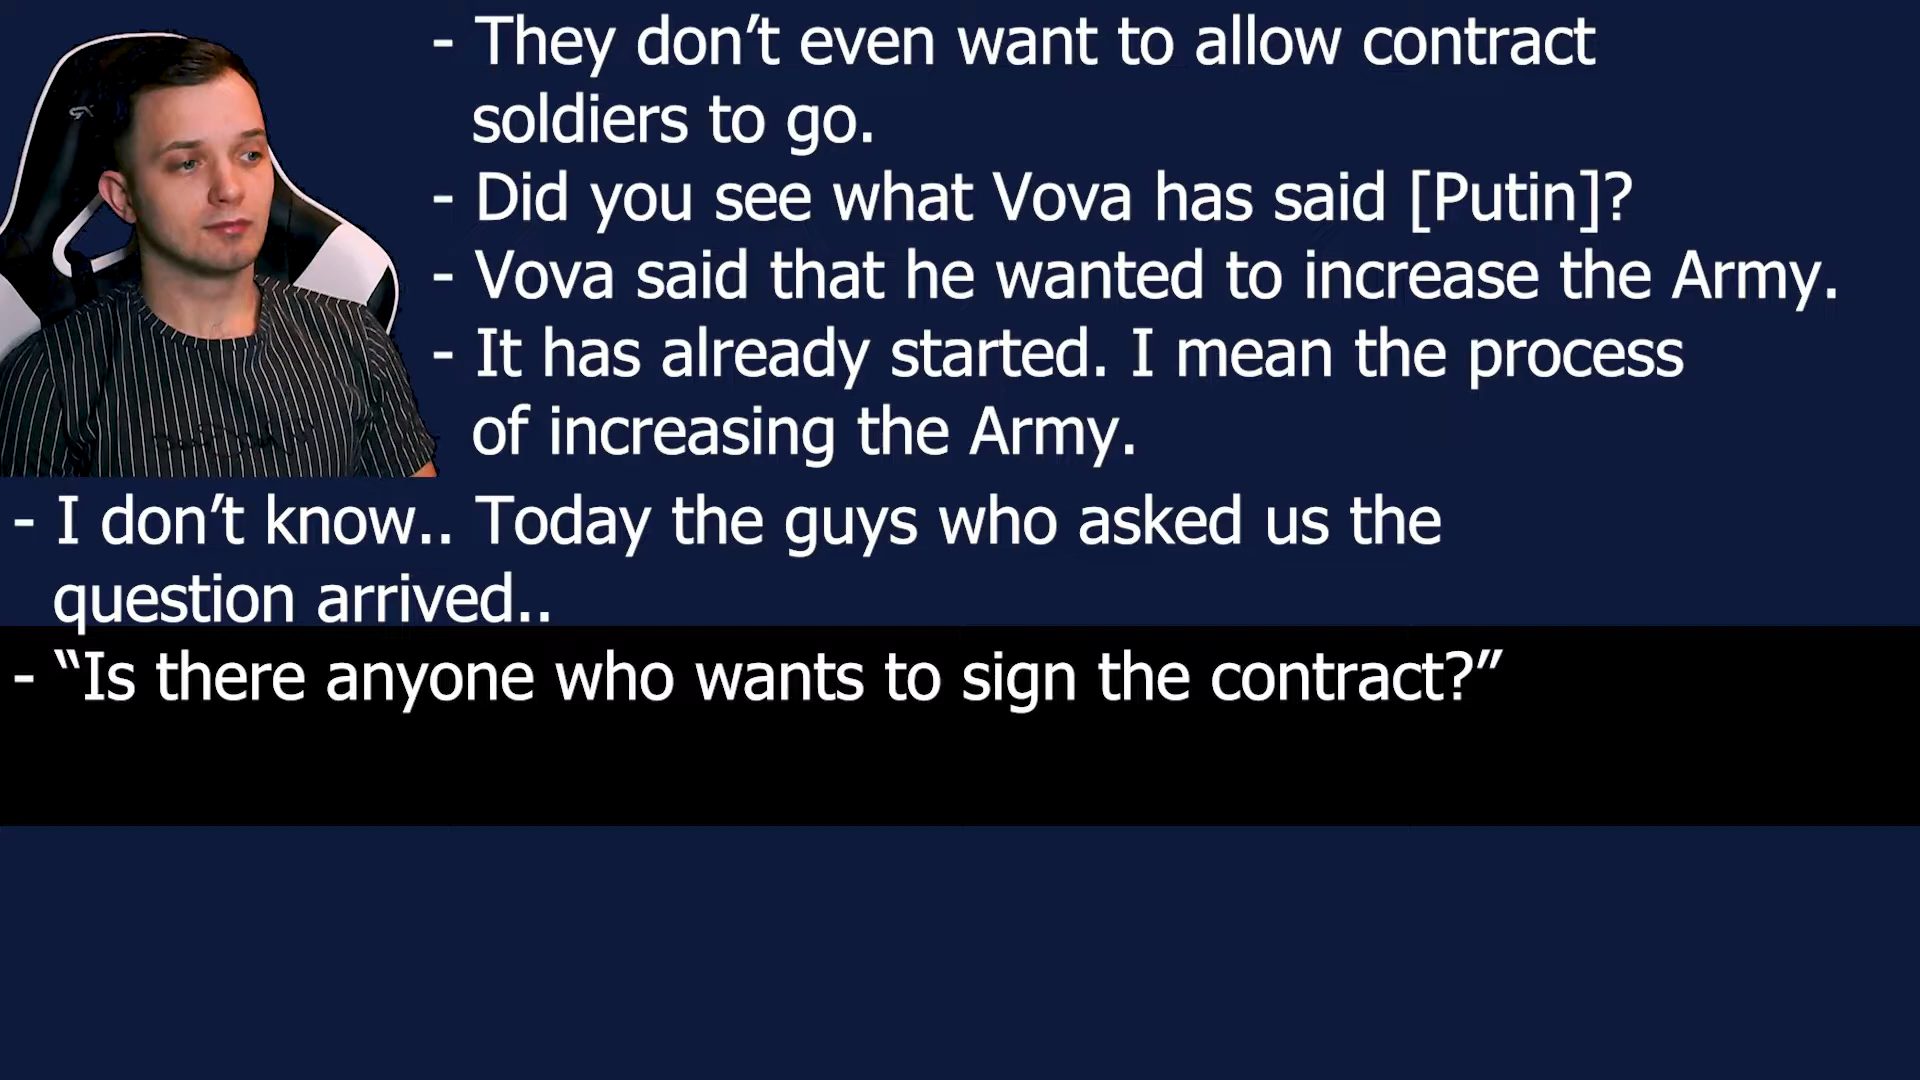 - They don’t even want to allow contract
soldiers to go.
- Did you see what Vova has said [Putin]?
- Vova said that he wanted to increase the Army.
- It has already started. I mean the process
of increasing the Army.
- I don’t know.. Today the guys who asked us the
question arrived..
- “Is there anyone who wants to sign the contract?”